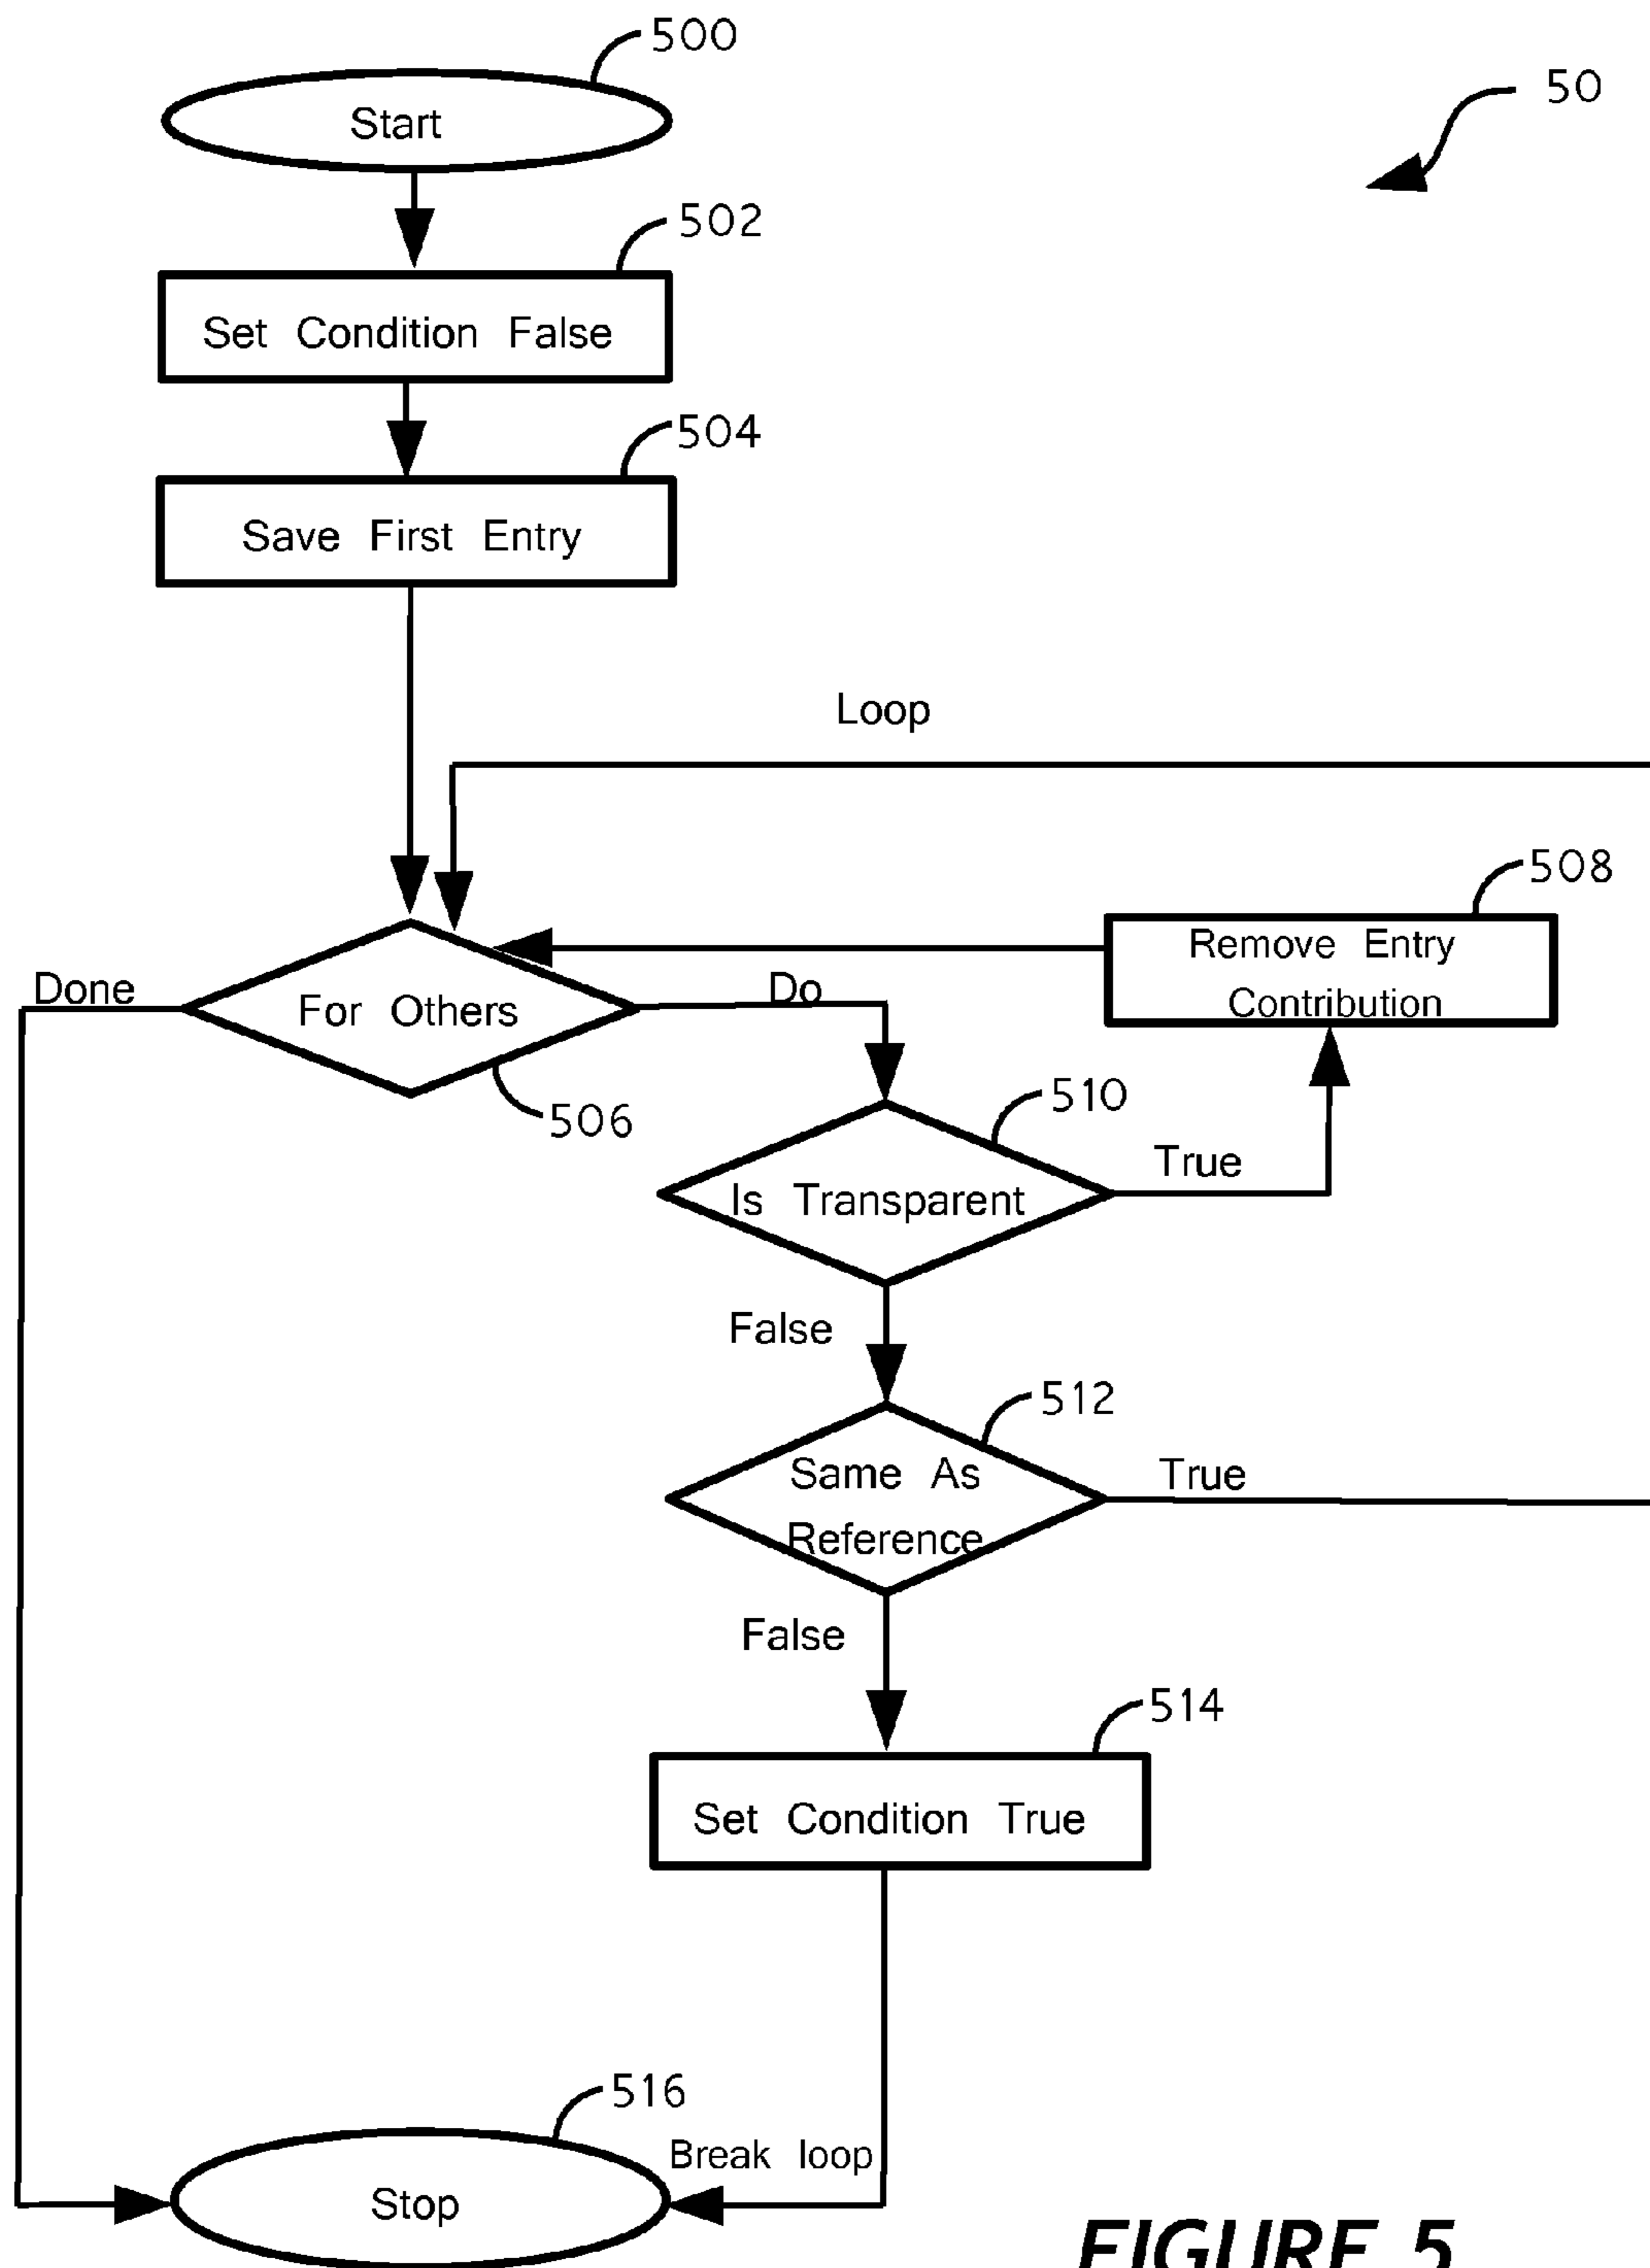 500
Start
50
502
Set Condition False
504
Save First Entry
Loop
508
Remove Entry
Contribution
Done
For Others
Do
506
510
Is Transparent
True
False
512
Same As
Reference
True
False
514
Set Condition True
516
Stop
Break loop
FIGURE 5